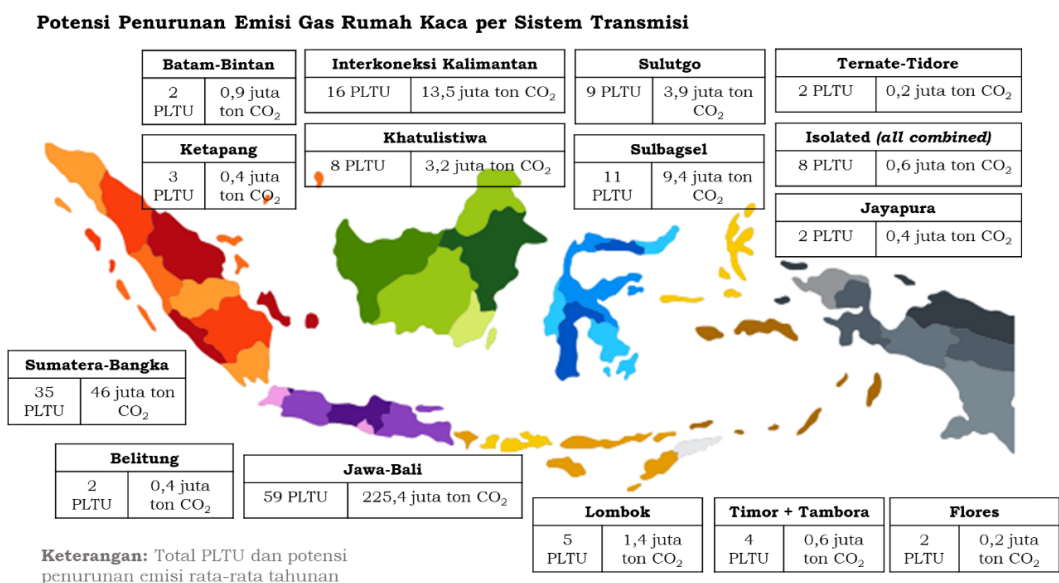 Potensi Penurunan Emisi Gas Rumah Kaca per Sistem Transmisi
Batam-Bintan
2 PLTU
0,9 juta ton CO₂
Interkoneksi Kalimantan
16 PLTU
13,5 juta ton CO₂
Sulutgo
9 PLTU
3,9 juta ton CO₂
Ternate-Tidore
2 PLTU
0,2 juta ton CO₂
Ketapang
3 PLTU
0,4 juta ton CO₂
Khatulistiwa
8 PLTU
3,2 juta ton CO₂
Sulbagsel
11 PLTU
9,4 juta ton CO₂
Isolated (all combined)
8 PLTU
0,6 juta ton CO₂
Jayapura
2 PLTU
0,4 juta ton CO₂
Sumatera-Bangka
35 PLTU
46 juta ton CO₂
Belitung
2 PLTU
0,4 juta ton CO₂
Jawa-Bali
59 PLTU
225,4 juta ton CO₂
Lombok
5 PLTU
1,4 juta ton CO₂
Timor + Tambora
4 PLTU
0,6 juta ton CO₂
Flores
2 PLTU
0,2 juta ton CO₂
Keterangan: Total PLTU dan potensi
penurunan emisi rata-rata tahunan